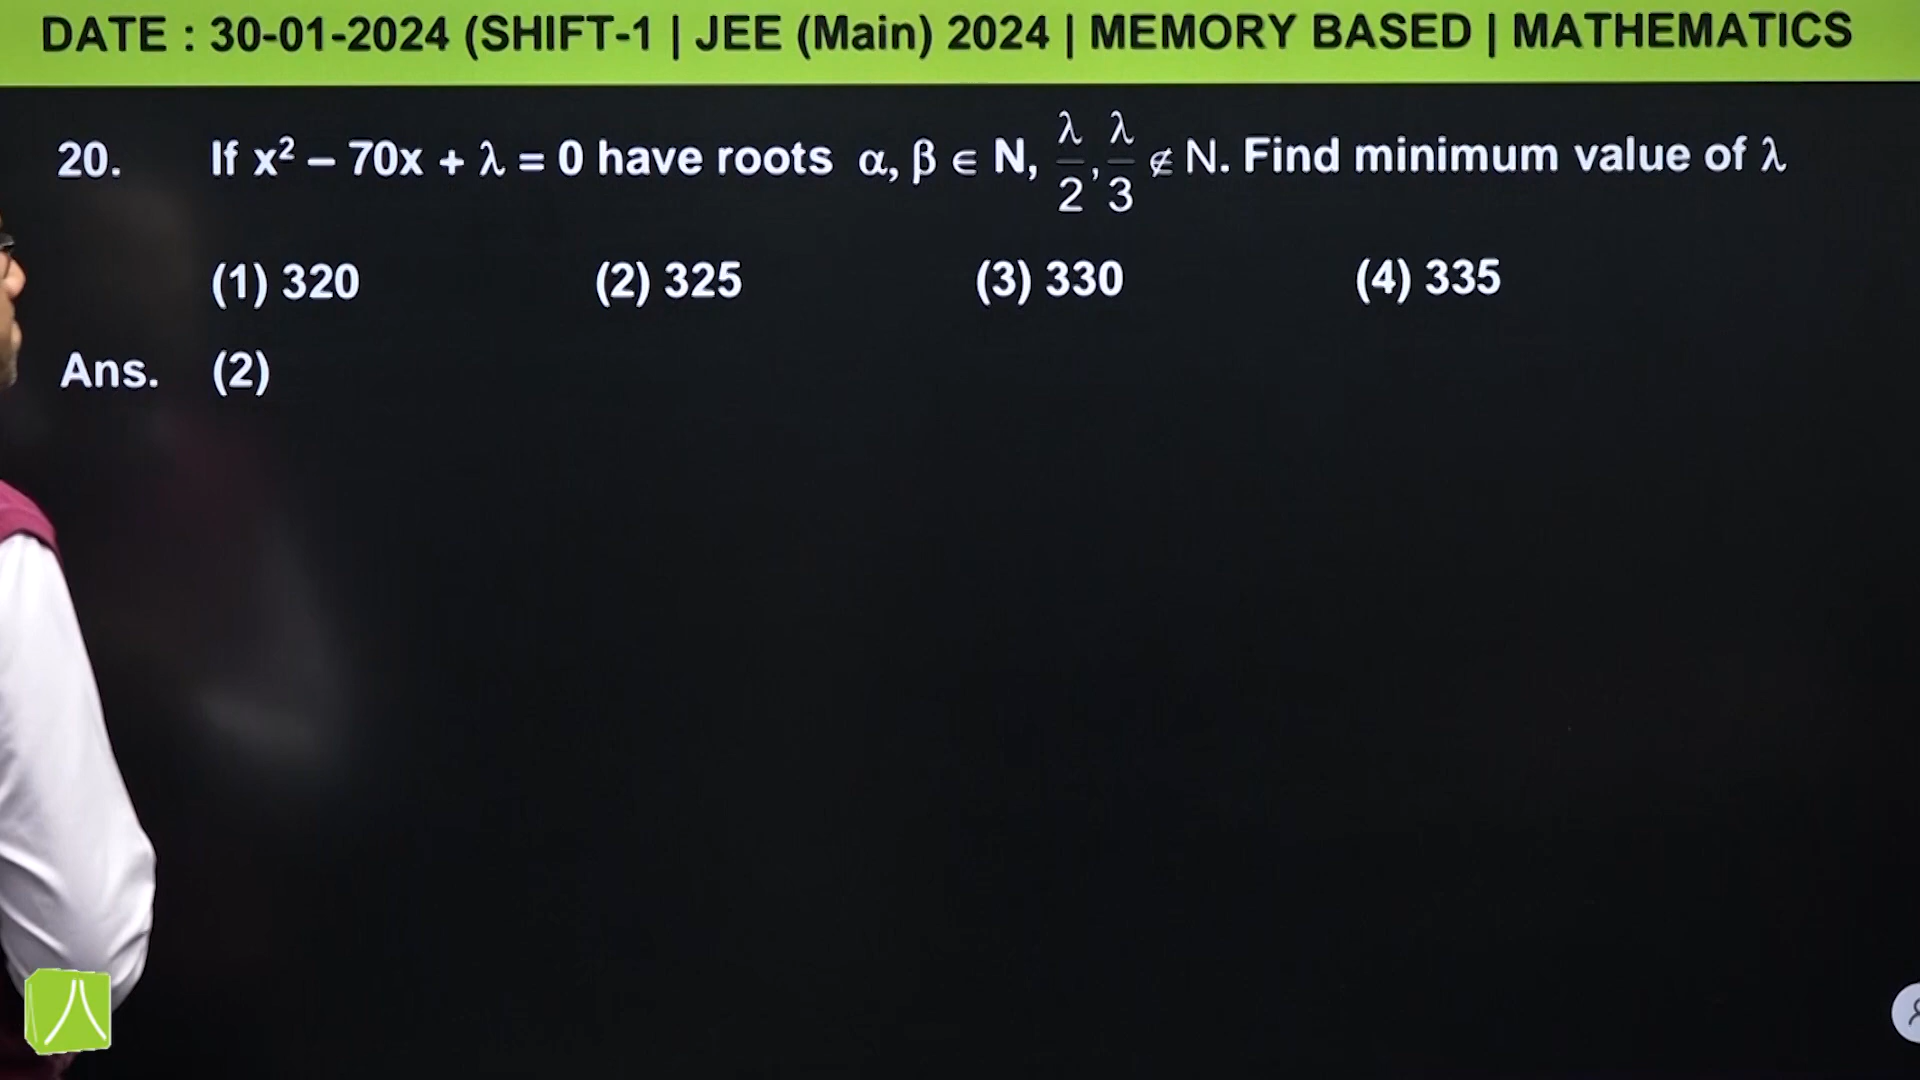 DATE : 30-01-2024 (SHIFT-1 | JEE (Main) 2024 | MEMORY BASED | MATHEMATICS
20. If x² – 70x + λ = 0 have roots α, β ∈ N, λ/2, λ/3 ∉ N. Find minimum value of λ
(1) 320 (2) 325 (3) 330 (4) 335
Ans. (2)